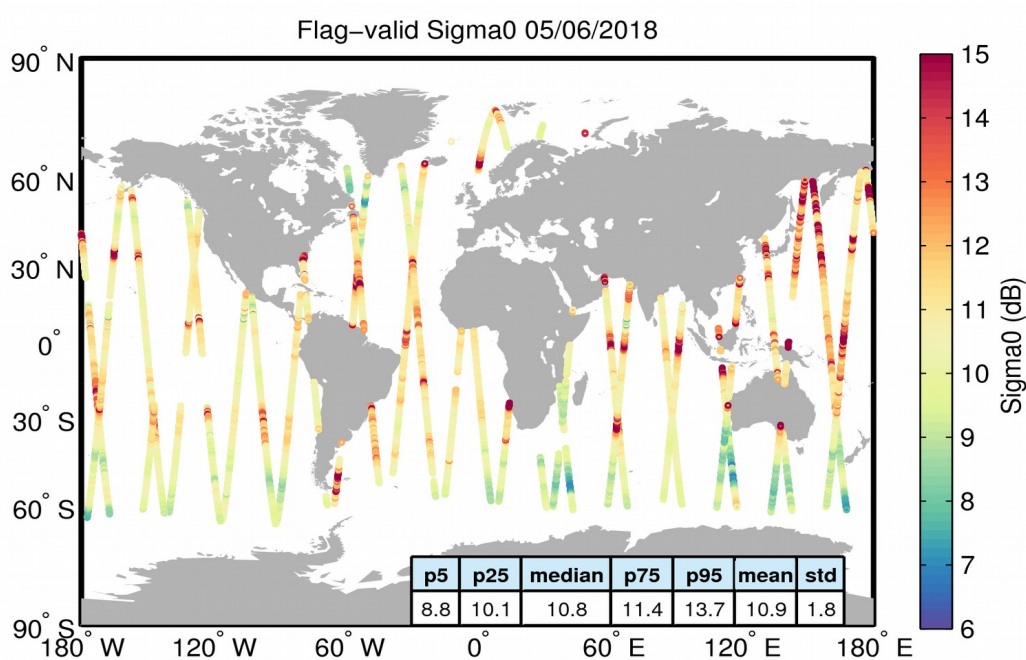 Flag−valid Sigma0 05/06/2018
90° N
60° N
30° N
0°
30° S
60° S
90° S
180° W
120° W
60° W
0°
60° E
120° E
180° E
p5 p25 median p75 p95 mean std
8.8 10.1 10.8 11.4 13.7 10.9 1.8
15
14
13
12
11
10
9
8
7
6
Sigma0 (dB)